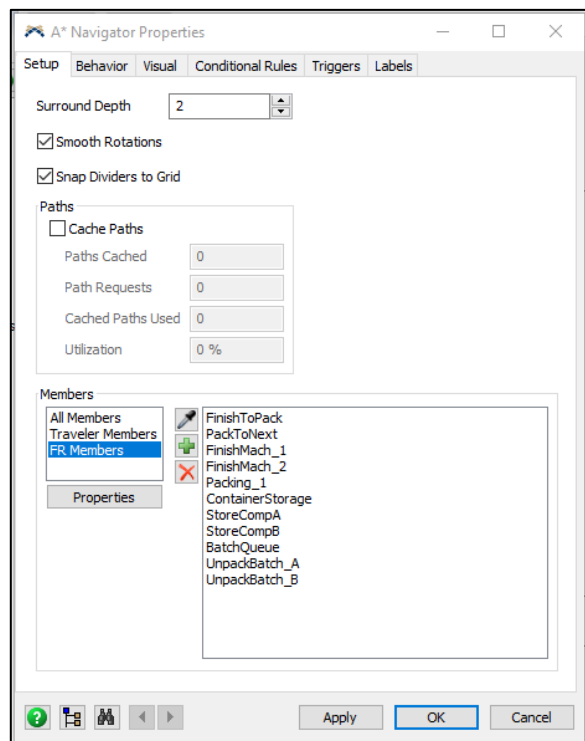 A* Navigator Properties
Setup Behavior Visual Conditional Rules Triggers Labels
Surround Depth 2
Smooth Rotations
Snap Dividers to Grid
Paths
Cache Paths
Paths Cached 0
Path Requests 0
Cached Paths Used 0
Utilization 0 %
Members
All Members
Traveler Members
FR Members
Properties
FinishToPack
PackToNext
FinishMach_1
FinishMach_2
Packing_1
ContainerStorage
StoreCompA
StoreCompB
BatchQueue
UnpackBatch_A
UnpackBatch_B
Apply OK Cancel